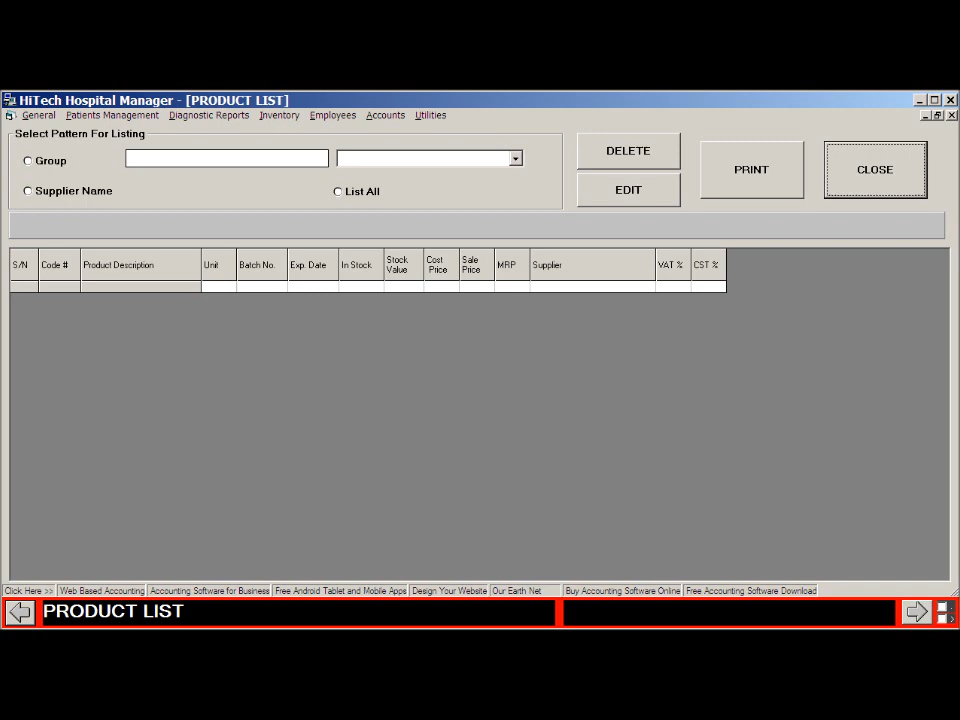 HiTech Hospital Manager - [PRODUCT LIST]
General Patients Management Diagnostic Reports Inventory Employees Accounts Utilities
Select Pattern For Listing
Group
Supplier Name
List All
DELETE
EDIT
PRINT
CLOSE
S/N Code # Product Description Unit Batch No. Exp. Date In Stock Stock Value Cost Price Sale Price MRP Supplier VAT % CST %
Click Here >> Web Based Accounting Accounting Software for Business Free Android Tablet and Mobile Apps Design Your Website Our Earth Net Buy Accounting Software Online Free Accounting Software Download
PRODUCT LIST